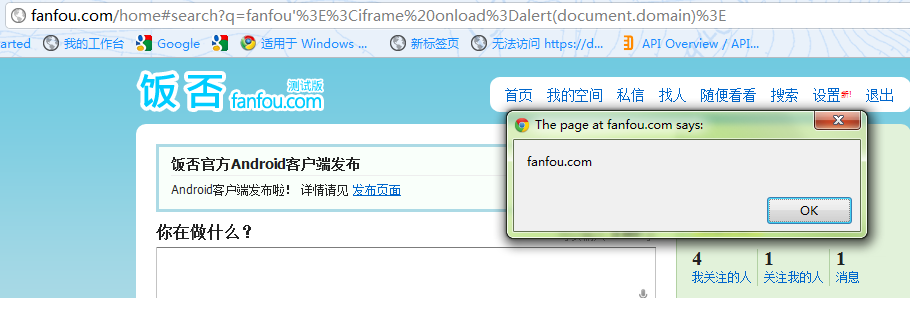 fanfou.com/home#search?q=fanfou'%3E%3Ciframe%20onload%3Dalert(document.domain)%3E
arted 我的工作台 Google 适用于 Windows ... 新标签页 无法访问 https://d... API Overview / API...
饭否 测试版 fanfou.com
首页 我的空间 私信 找人 随便看看 搜索 设置 退出
The page at fanfou.com says:
fanfou.com
OK
饭否官方Android客户端发布
Android客户端发布啦! 详情请见 发布页面
你在做什么?
4 1 1
我关注的人 关注我的人 消息